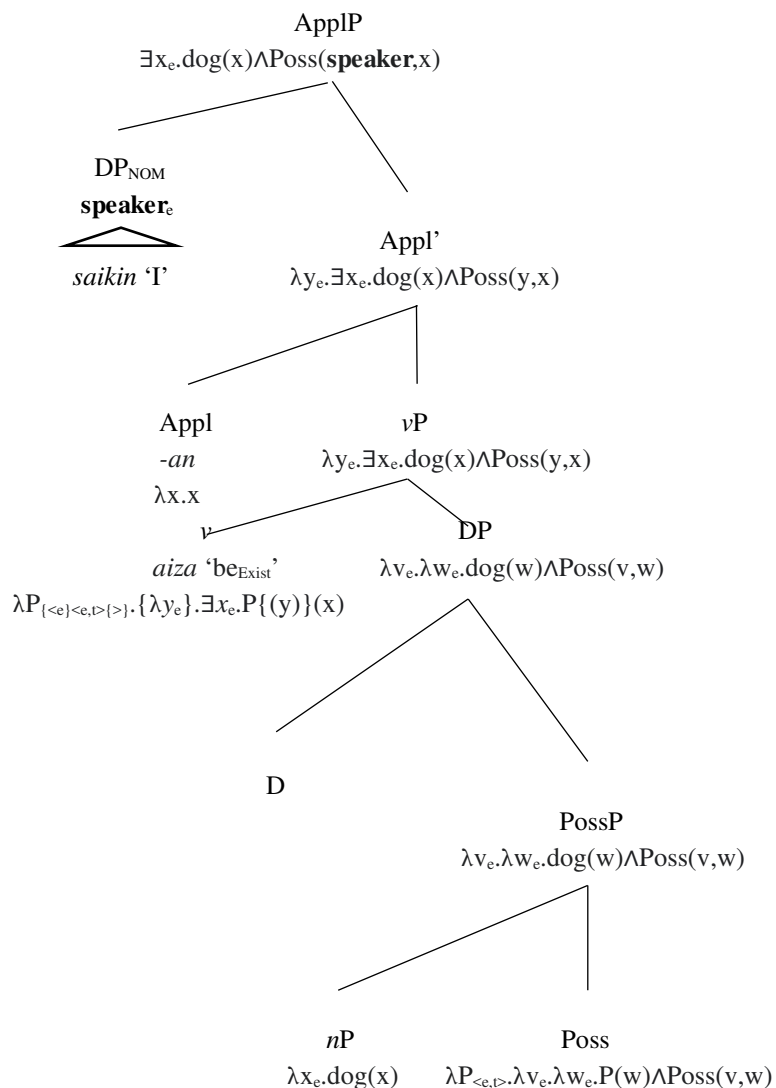 ApplP
∃xₑ.dog(x)∧Poss(speaker,x)
DP_NOM
speakerₑ
saikin ‘I’
Appl’
λyₑ.∃xₑ.dog(x)∧Poss(y,x)
Appl
-an
λx.x
vP
λyₑ.∃xₑ.dog(x)∧Poss(y,x)
v
aiza ‘be_Exist’
λP_{<e}<e,t>{>}.{λyₑ}.∃xₑ.P{(y)}(x)
DP
λvₑ.λwₑ.dog(w)∧Poss(v,w)
D
PossP
λvₑ.λwₑ.dog(w)∧Poss(v,w)
nP
λxₑ.dog(x)
Poss
λP_<e,t>.λvₑ.λwₑ.P(w)∧Poss(v,w)